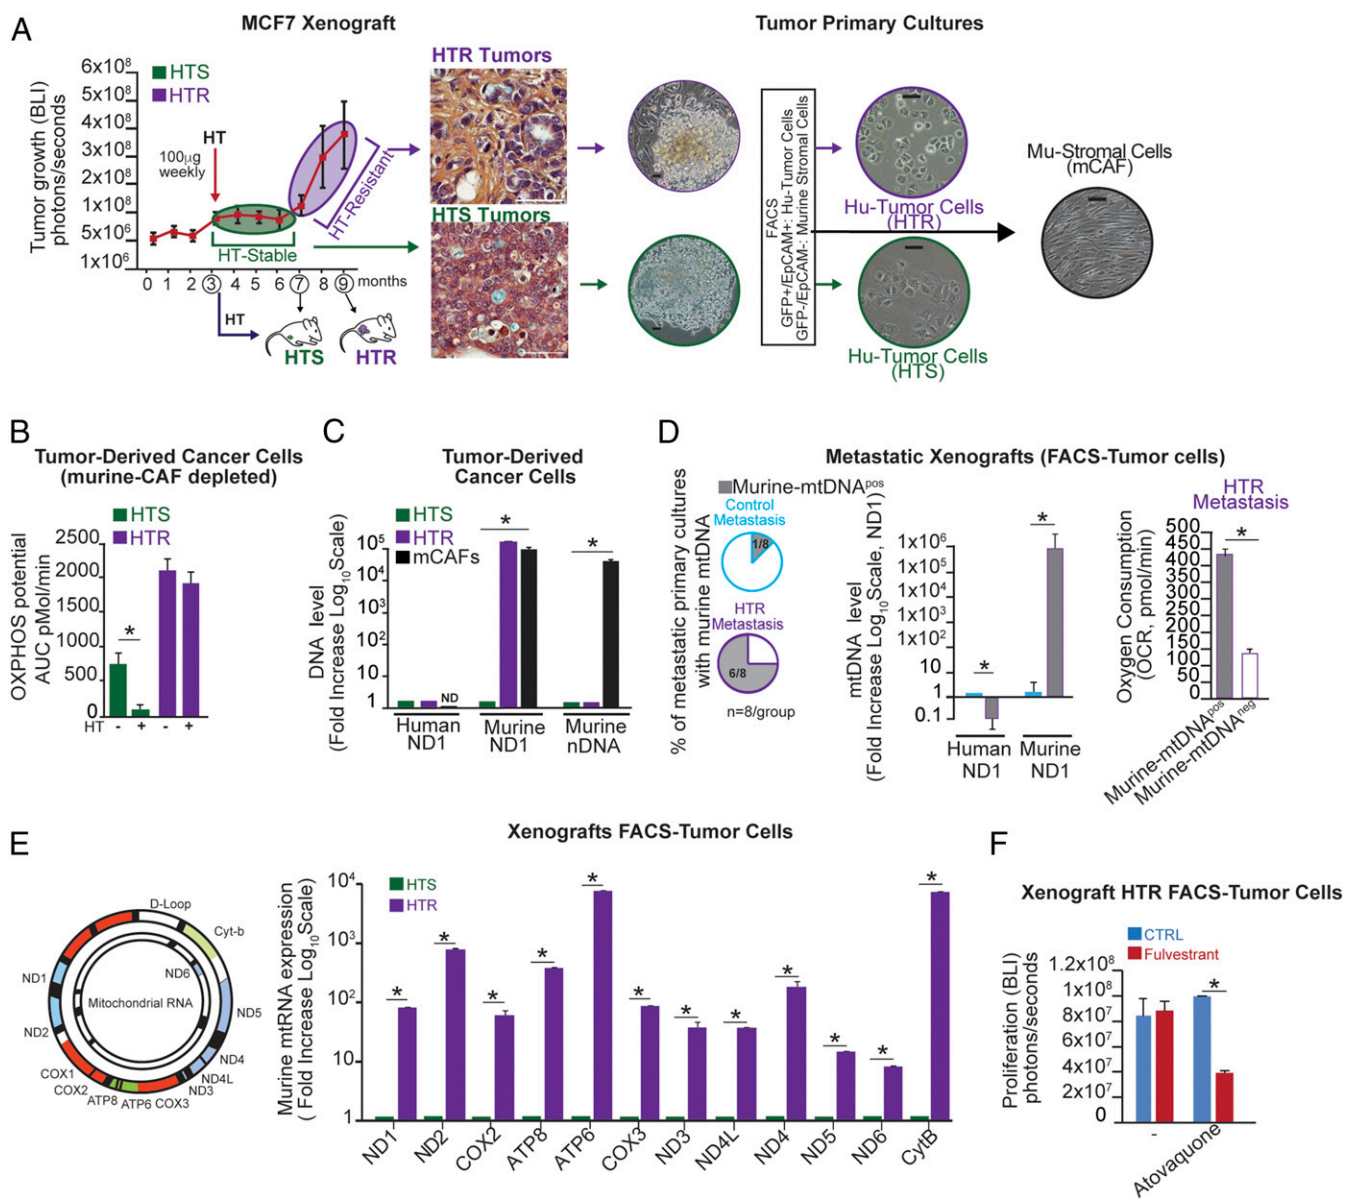 A
MCF7 Xenograft
Tumor Primary Cultures
Tumor growth (BLI)
photons/seconds
6x10⁸
5x10⁸
4x10⁸
3x10⁸
2x10⁸
1x10⁸
5x10⁶
1x10⁶
HTS
HTR
HT
100µg
weekly
HT-Stable
HT-Resistant
0 1 2 3 4 5 6 7 8 9 months
HT
HTS
HTR
HTR Tumors
HTS Tumors
FACS
GFP+/EpCAM+: Hu-Tumor Cells
GFP-/EpCAM-: Murine Stromal Cells
Hu-Tumor Cells
(HTR)
Hu-Tumor Cells
(HTS)
Mu-Stromal Cells
(mCAF)
B
Tumor-Derived Cancer Cells
(murine-CAF depleted)
HTS
HTR
OXPHOS potential
AUC pMol/min
2500
2000
1500
1000
500
0
*
HT - + - +
C
Tumor-Derived
Cancer Cells
HTS
HTR
mCAFs
DNA level
(Fold Increase Log₁₀Scale)
10⁵
10⁴
10³
10²
10
1
ND
*
*
Human
ND1
Murine
ND1
Murine
nDNA
D
Metastatic Xenografts (FACS-Tumor cells)
% of metastatic primary cultures
with murine mtDNA
Murine-mtDNAᵖᵒˢ
Control
Metastasis
1/8
HTR
Metastasis
6/8
n=8/group
mtDNA level
(Fold Increase Log₁₀Scale, ND1)
1x10⁶
1x10⁵
1x10⁴
1x10³
1x10²
10
1
0.1
*
*
Human
ND1
Murine
ND1
HTR
Metastasis
Oxygen Consumption
(OCR, pmol/min)
450
400
350
300
250
200
150
100
50
0
*
Murine-mtDNAᵖᵒˢ
Murine-mtDNAⁿᵉᵍ
E
Xenografts FACS-Tumor Cells
D-Loop
Cyt-b
ND6
ND1
Mitochondrial RNA
ND5
ND2
ND4
ND4L
ND3
COX1
COX2
ATP8
ATP6
COX3
Murine mtRNA expression
( Fold Increase Log₁₀Scale)
10⁴
10³
10²
10
1
HTS
HTR
* * * * * * * * * * * *
ND1
ND2
COX2
ATP8
ATP6
COX3
ND3
ND4L
ND4
ND5
ND6
CytB
F
Xenograft HTR FACS-Tumor Cells
CTRL
Fulvestrant
Proliferation (BLI)
photons/seconds
1.2x10⁸
1x10⁸
8x10⁷
6x10⁷
4x10⁷
2x10⁷
0
*
-
Atovaquone